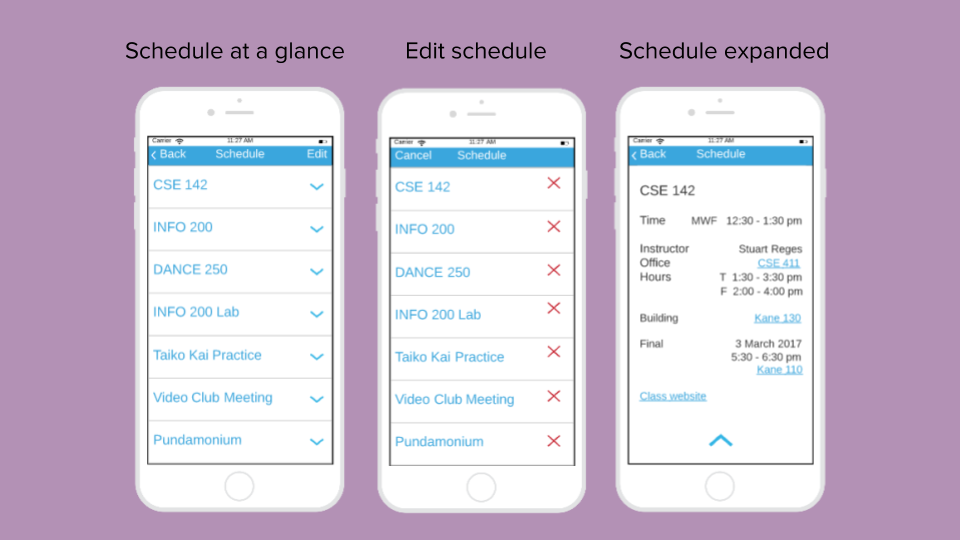 Schedule at a glance
Carrier 11:27 AM
Back Schedule Edit
CSE 142
INFO 200
DANCE 250
INFO 200 Lab
Taiko Kai Practice
Video Club Meeting
Pundamonium
Edit schedule
Carrier 11:27 AM
Cancel Schedule
CSE 142
INFO 200
DANCE 250
INFO 200 Lab
Taiko Kai Practice
Video Club Meeting
Pundamonium
Schedule expanded
Carrier 11:27 AM
Back Schedule
CSE 142
Time MWF 12:30 - 1:30 pm
Instructor Stuart Reges
Office CSE 411
Hours T 1:30 - 3:30 pm
F 2:00 - 4:00 pm
Building Kane 130
Final 3 March 2017
5:30 - 6:30 pm
Kane 110
Class website